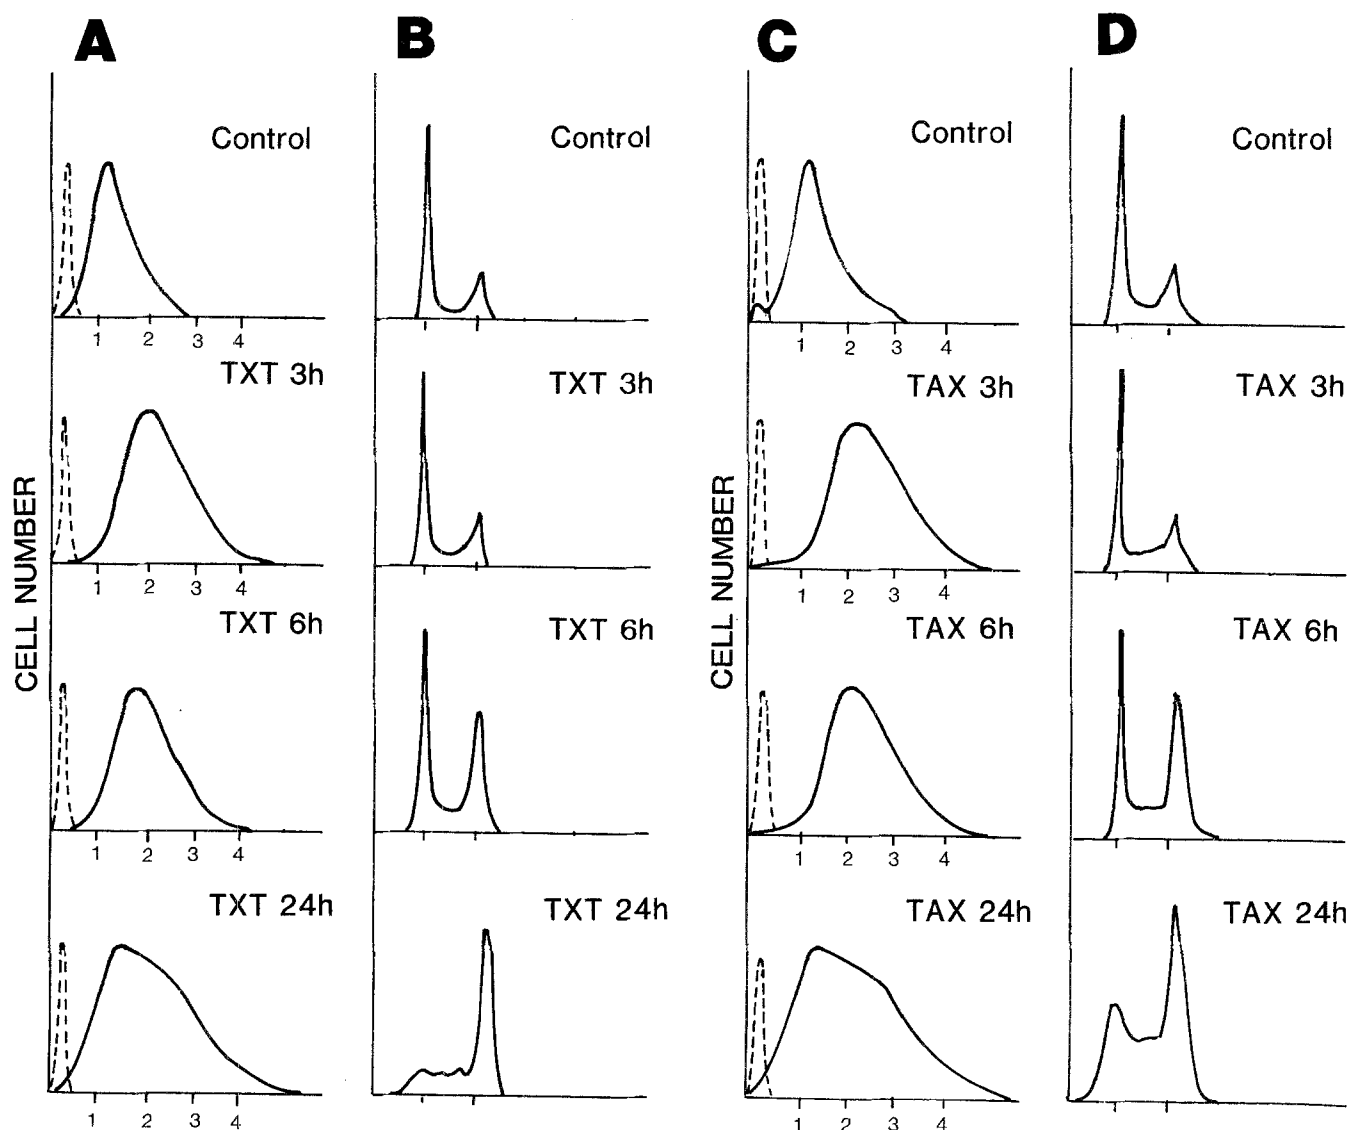 A B C D
Control Control Control Control
1 2 3 4 1 2 3 4
TXT 3h TXT 3h TAX 3h TAX 3h
CELL NUMBER CELL NUMBER
1 2 3 4 1 2 3 4
TXT 6h TXT 6h TAX 6h TAX 6h
1 2 3 4 1 2 3 4
TXT 24h TXT 24h TAX 24h TAX 24h
1 2 3 4 1 2 3 4